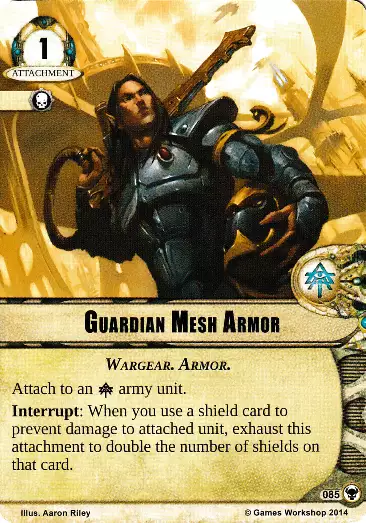 1
ATTACHMENT
GUARDIAN MESH ARMOR
WARGEAR. ARMOR.
Attach to an army unit.
Interrupt: When you use a shield card to
prevent damage to attached unit, exhaust this
attachment to double the number of shields on
that card.
085
Illus. Aaron Riley
© Games Workshop 2014